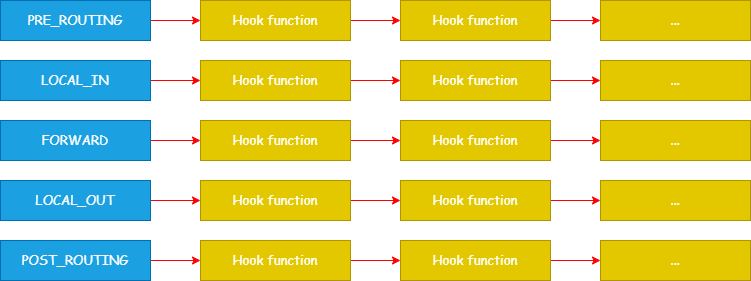 PRE_ROUTING Hook function Hook function ...
LOCAL_IN Hook function Hook function ...
FORWARD Hook function Hook function ...
LOCAL_OUT Hook function Hook function ...
POST_ROUTING Hook function Hook function ...